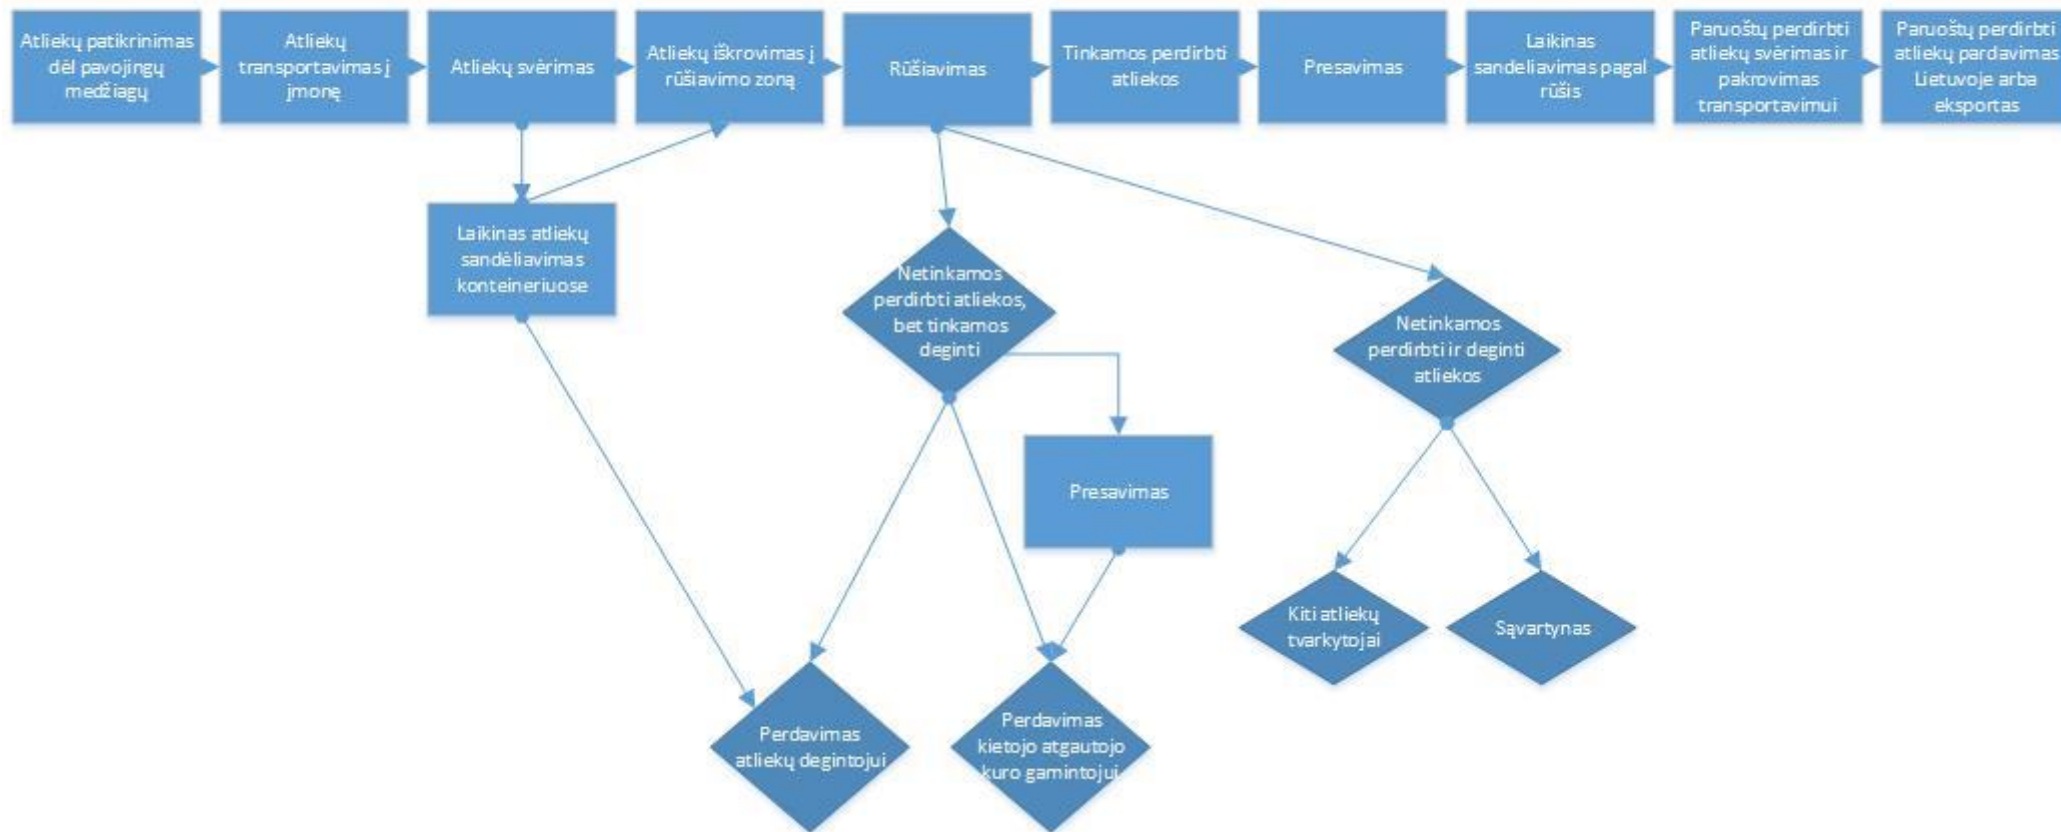 Atliekų patikrinimas
dėl pavojingų
medžiagų
Atliekų
transportavimas į
įmonę
Atliekų svėrimas
Atliekų iškrovimas į
rūšiavimo zoną
Rūšiavimas
Tinkamos perdirbti
atliekos
Presavimas
Laikinas
sandeliavimas pagal
rūšis
Paruoštų perdirbti
atliekų svėrimas ir
pakrovimas
transportavimui
Paruoštų perdirbti
atliekų pardavimas
Lietuvoje arba
eksportas
Laikinas atliekų
sandėliavimas
konteineriuose
Netinkamos
perdirbti atliekos,
bet tinkamos
deginti
Netinkamos
perdirbti ir deginti
atliekos
Presavimas
Kiti atliekų
tvarkytojai
Sąvartynas
Perdavimas
atliekų degintojui
Perdavimas
kietojo atgautojo
kuro gamintojui